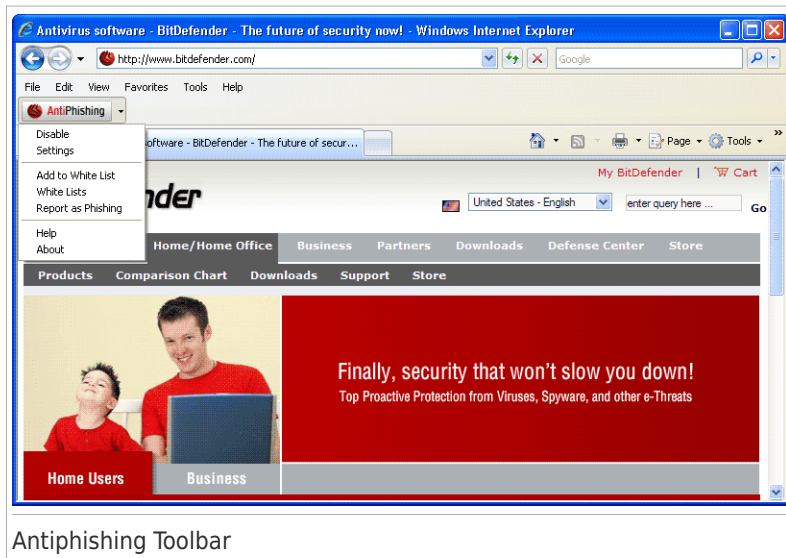 Antivirus software - BitDefender - The future of security now! - Windows Internet Explorer
http://www.bitdefender.com/
Google
File Edit View Favorites Tools Help
AntiPhishing
Disable
Settings
Add to White List
White Lists
Report as Phishing
Help
About
oftware - BitDefender - The future of secur...
Page Tools »
My BitDefender | Cart
nder
United States - English
enter query here ...
Go
Home/Home Office Business Partners Downloads Defense Center Store
Products Comparison Chart Downloads Support Store
Finally, security that won't slow you down!
Top Proactive Protection from Viruses, Spyware, and other e-Threats
Home Users Business
Antiphishing Toolbar